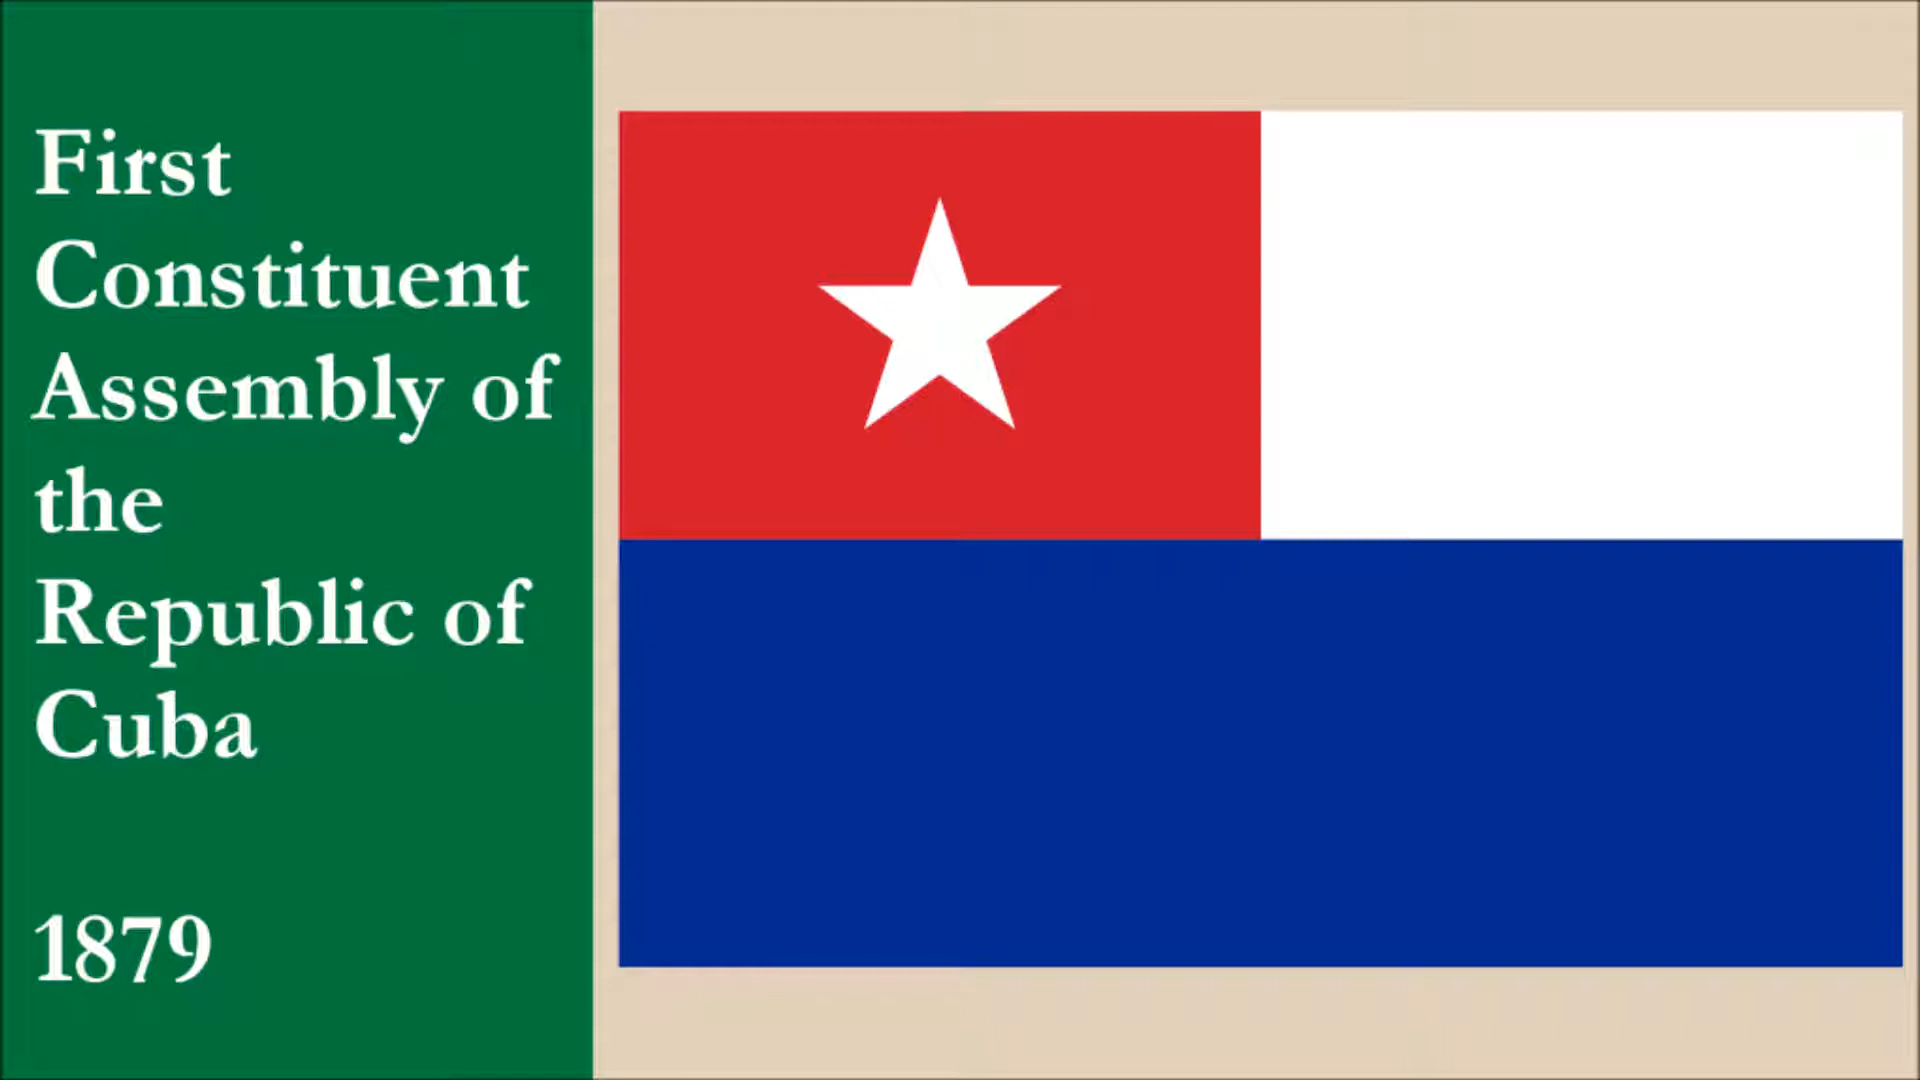 First
Constituent
Assembly of
the
Republic of
Cuba
1879